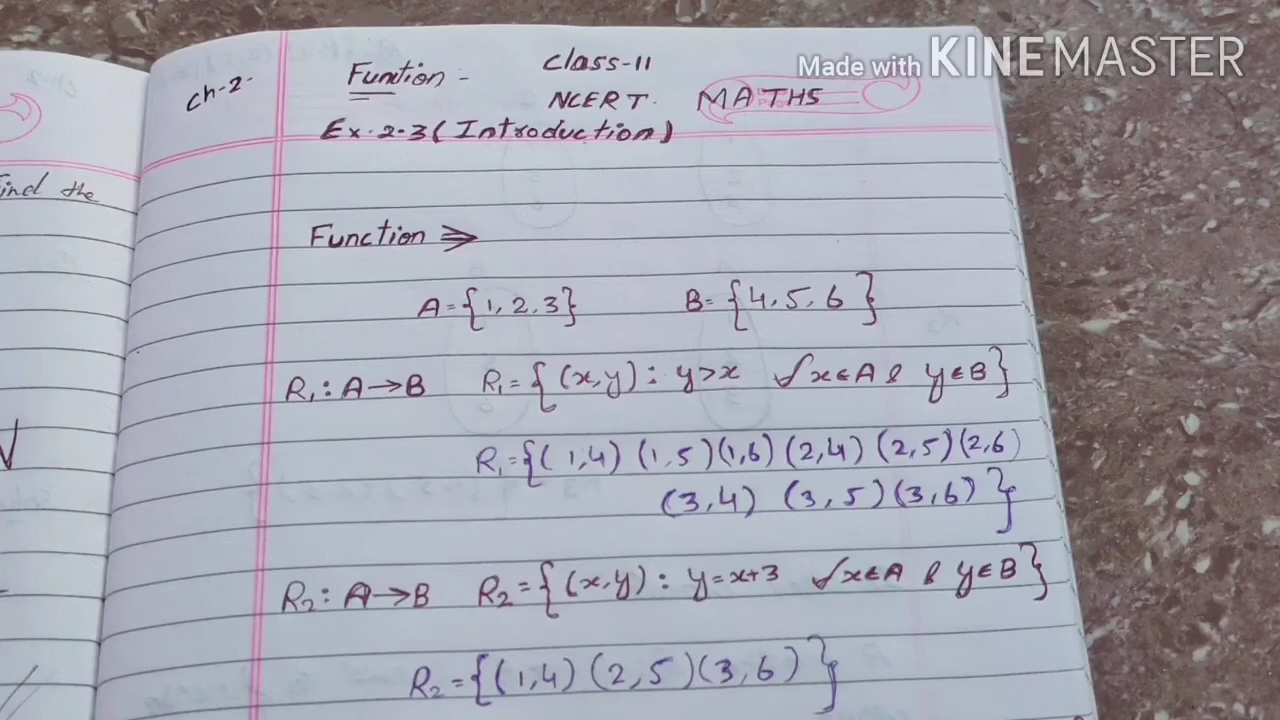 Made with KINEMASTER
ch-2
Funtion - class-11
NCERT. MATHS
Ex. 2.3 (Introduction)
ind the
Function ⇒
A = {1, 2, 3} B = {4, 5, 6}
R₁ : A → B R₁ = { (x, y) : y > x ∀ x ∈ A & y ∈ B }
R₁ = {(1,4) (1,5) (1,6) (2,4) (2,5) (2,6)
(3,4) (3,5) (3,6)}
R₂ : A → B R₂ = { (x, y) : y = x+3 ∀ x ∈ A & y ∈ B }
R₂ = {(1,4) (2,5) (3,6)}